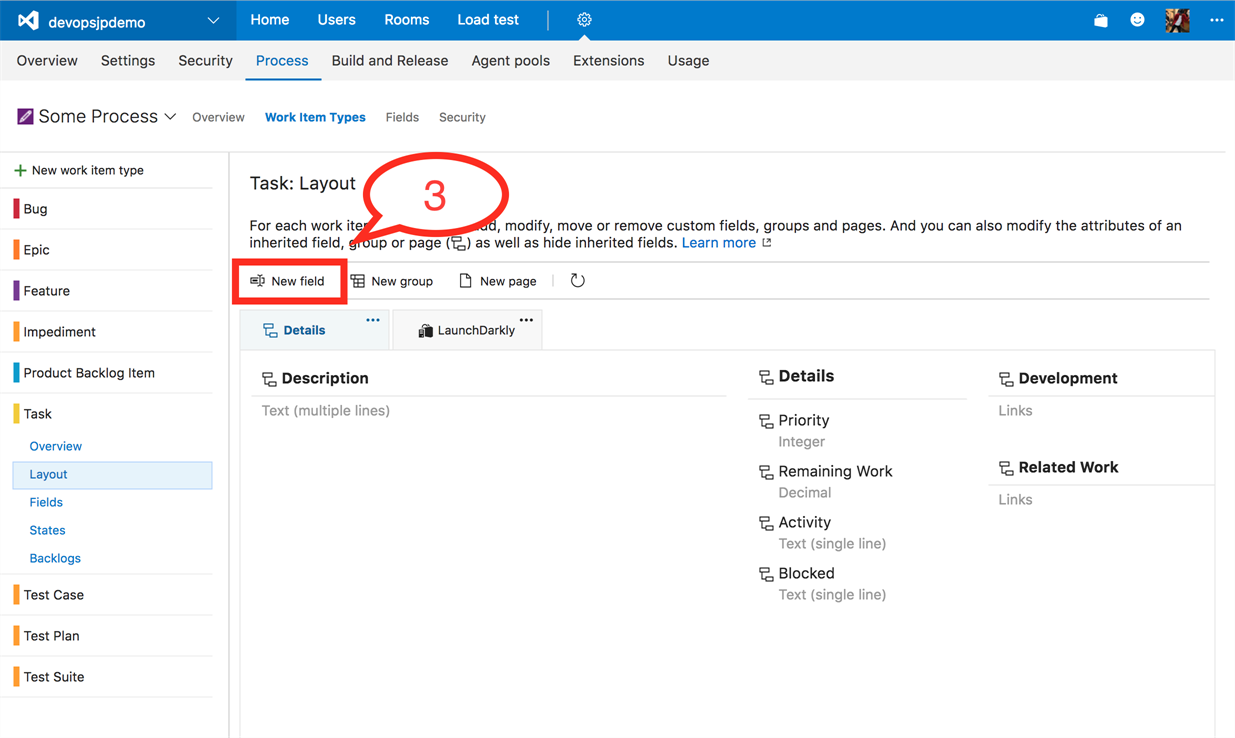 devopsjpdemo Home Users Rooms Load test
Overview Settings Security Process Build and Release Agent pools Extensions Usage
Some Process Overview Work Item Types Fields Security
New work item type
Bug
Epic
Feature
Impediment
Product Backlog Item
Task
Overview
Layout
Fields
States
Backlogs
Test Case
Test Plan
Test Suite
Task: Layout
3
For each work modify, move or remove custom fields, groups and pages. And you can also modify the attributes of an
inherited field, group or page ( ) as well as hide inherited fields. Learn more
New field New group New page
Details LaunchDarkly
Description
Text (multiple lines)
Details
Priority
Integer
Remaining Work
Decimal
Activity
Text (single line)
Blocked
Text (single line)
Development
Links
Related Work
Links